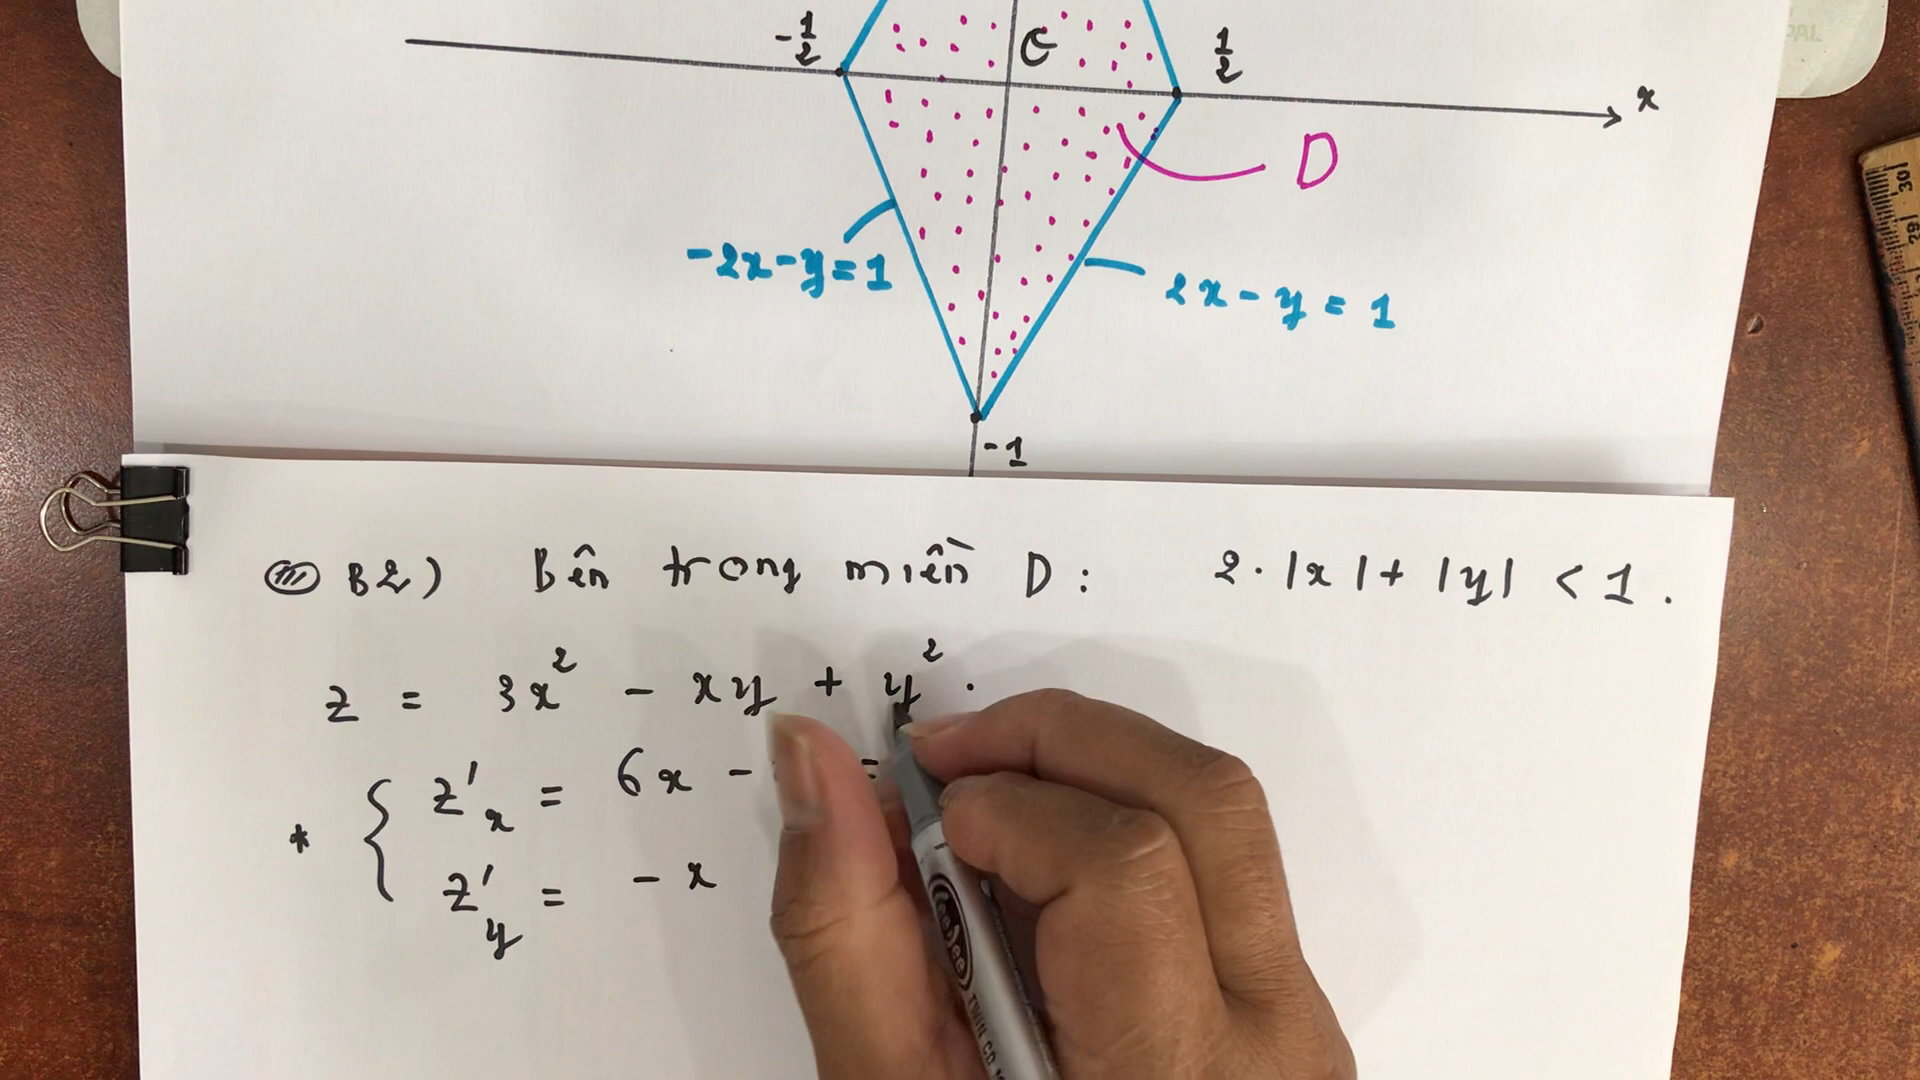 -1/2
1/2
x
D
-2x-y=1
2x-y=1
-1
B2) Bên trong miền D: 2.|x|+|y|<1.
z = 3x² - xy + y².
* { z'x = 6x - =
z'y = - x
TWIN